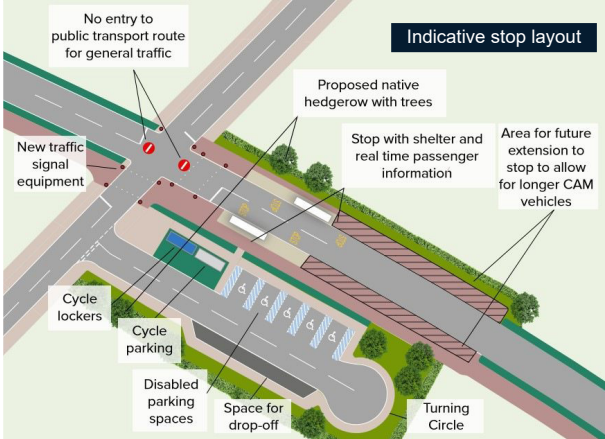 No entry to
public transport route
for general traffic
Indicative stop layout
Proposed native
hedgerow with trees
Stop with shelter and
real time passenger
information
Area for future
extension to
stop to allow
for longer CAM
vehicles
New traffic
signal
equipment
Cycle
lockers
Cycle
parking
Disabled
parking
spaces
Space for
drop-off
Turning
Circle